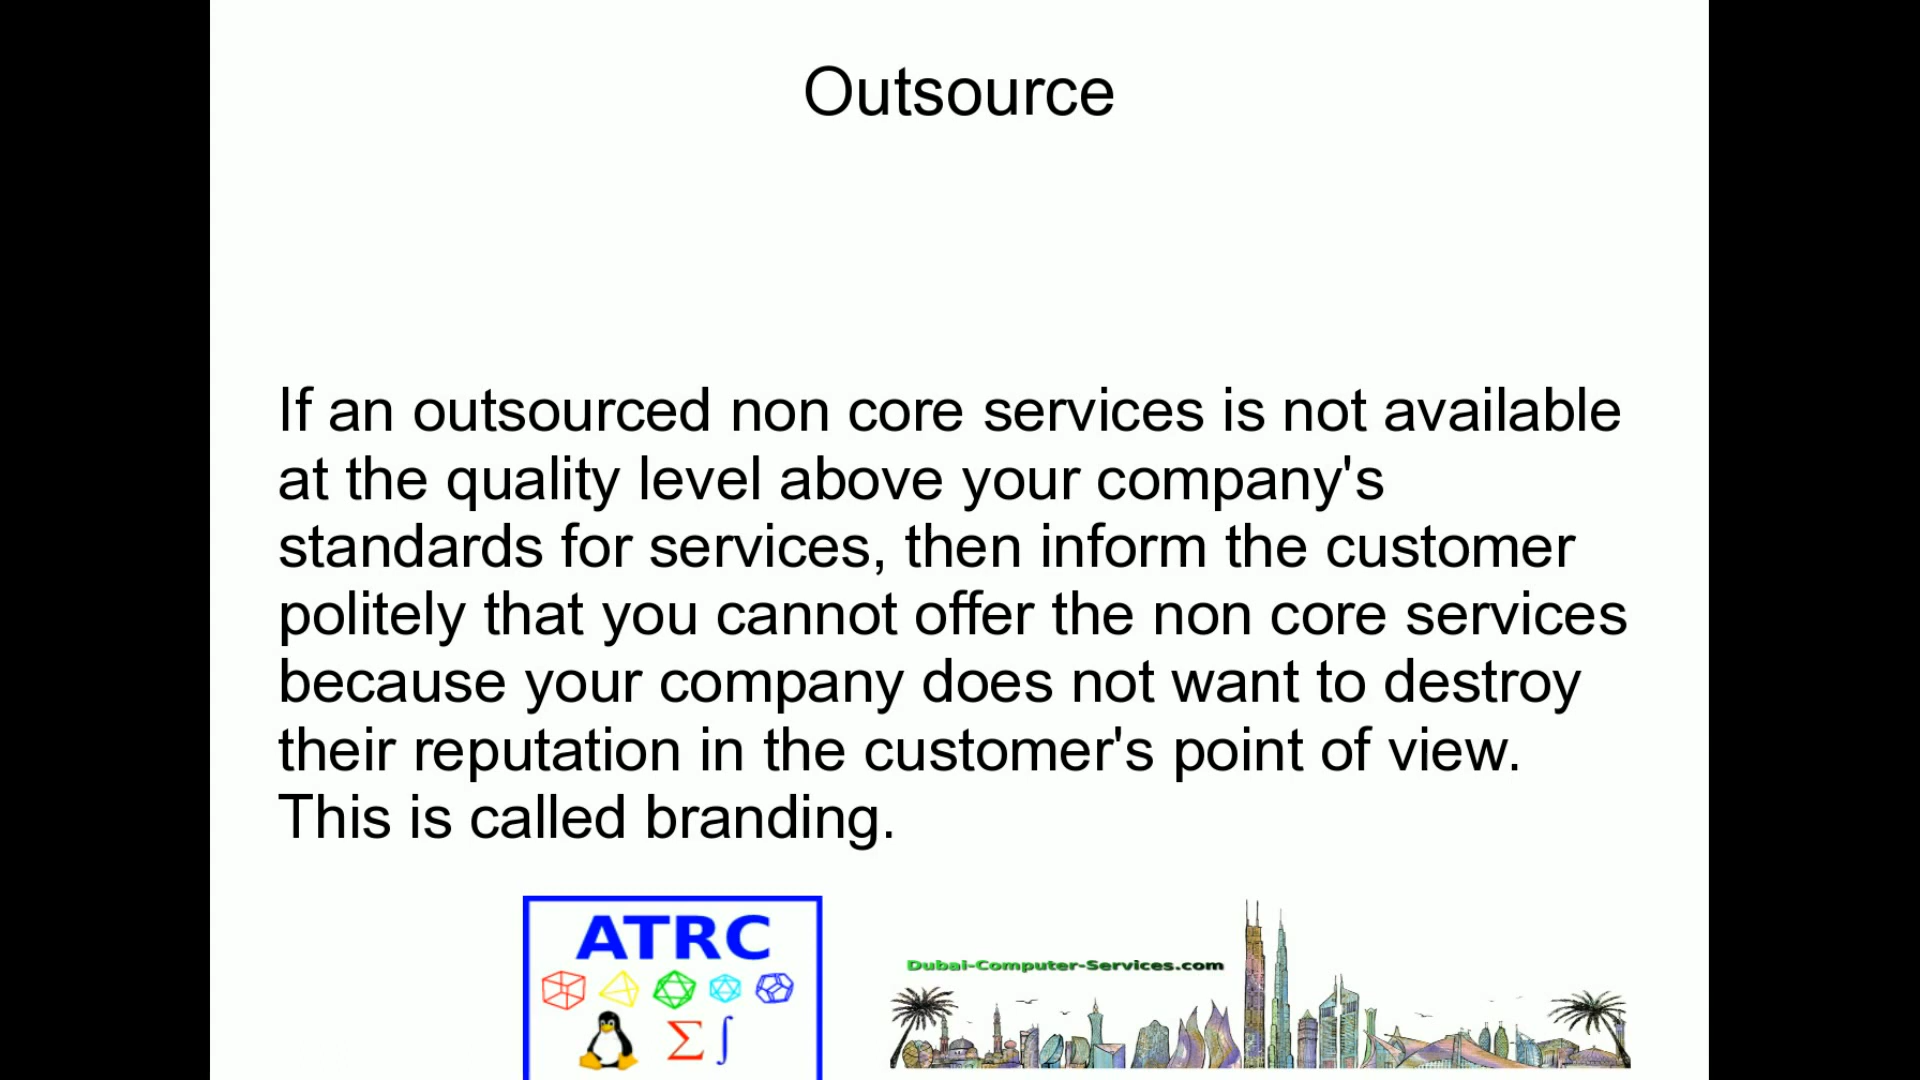 Outsource
If an outsourced non core services is not available
at the quality level above your company's
standards for services, then inform the customer
politely that you cannot offer the non core services
because your company does not want to destroy
their reputation in the customer's point of view.
This is called branding.
ATRC
Σ ∫
Dubai-Computer-Services.com